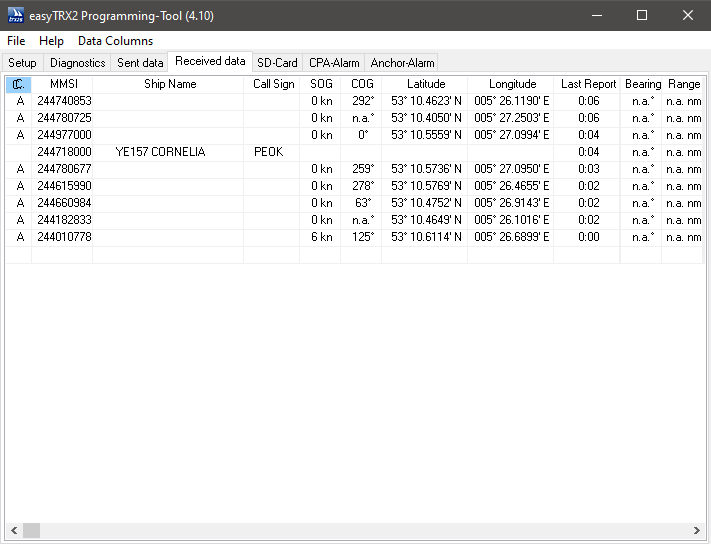 easyTRX2 Programming-Tool (4.10)
File Help Data Columns
Setup Diagnostics Sent data Received data SD-Card CPA-Alarm Anchor-Alarm
MMSI Ship Name Call Sign SOG COG Latitude Longitude Last Report Bearing Range
A 244740853 0 kn 292° 53° 10.4623' N 005° 26.1190' E 0:06 n.a.° n.a. nm
A 244780725 0 kn n.a.° 53° 10.4050' N 005° 27.2503' E 0:06 n.a.° n.a. nm
A 244977000 0 kn 0° 53° 10.5559' N 005° 27.0994' E 0:04 n.a.° n.a. nm
244718000 YE157 CORNELIA PEOK 0:04 n.a.° n.a. nm
A 244780677 0 kn 259° 53° 10.5736' N 005° 27.0950' E 0:03 n.a.° n.a. nm
A 244615990 0 kn 278° 53° 10.5769' N 005° 26.4655' E 0:02 n.a.° n.a. nm
A 244660984 0 kn 63° 53° 10.4752' N 005° 26.9143' E 0:02 n.a.° n.a. nm
A 244182833 0 kn n.a.° 53° 10.4649' N 005° 26.1016' E 0:02 n.a.° n.a. nm
A 244010778 6 kn 125° 53° 10.6114' N 005° 26.6899' E 0:00 n.a.° n.a. nm